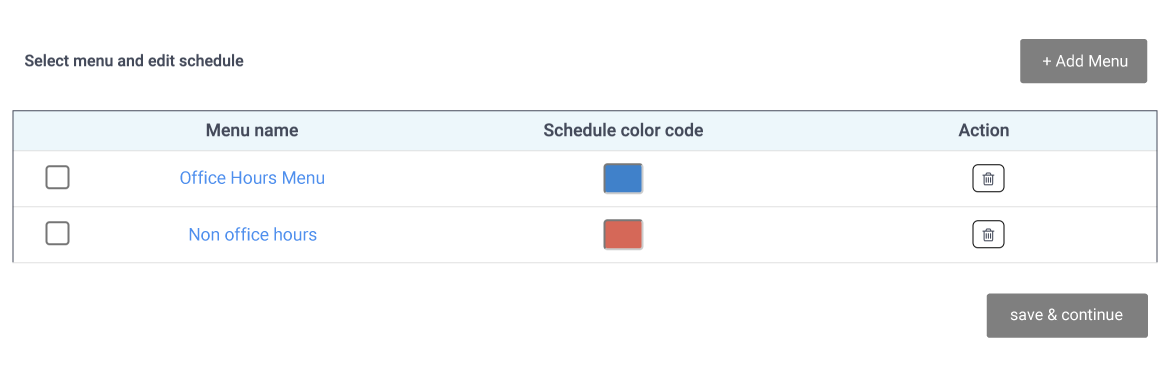 Select menu and edit schedule
+ Add Menu
Menu name Schedule color code Action
Office Hours Menu
Non office hours
save & continue